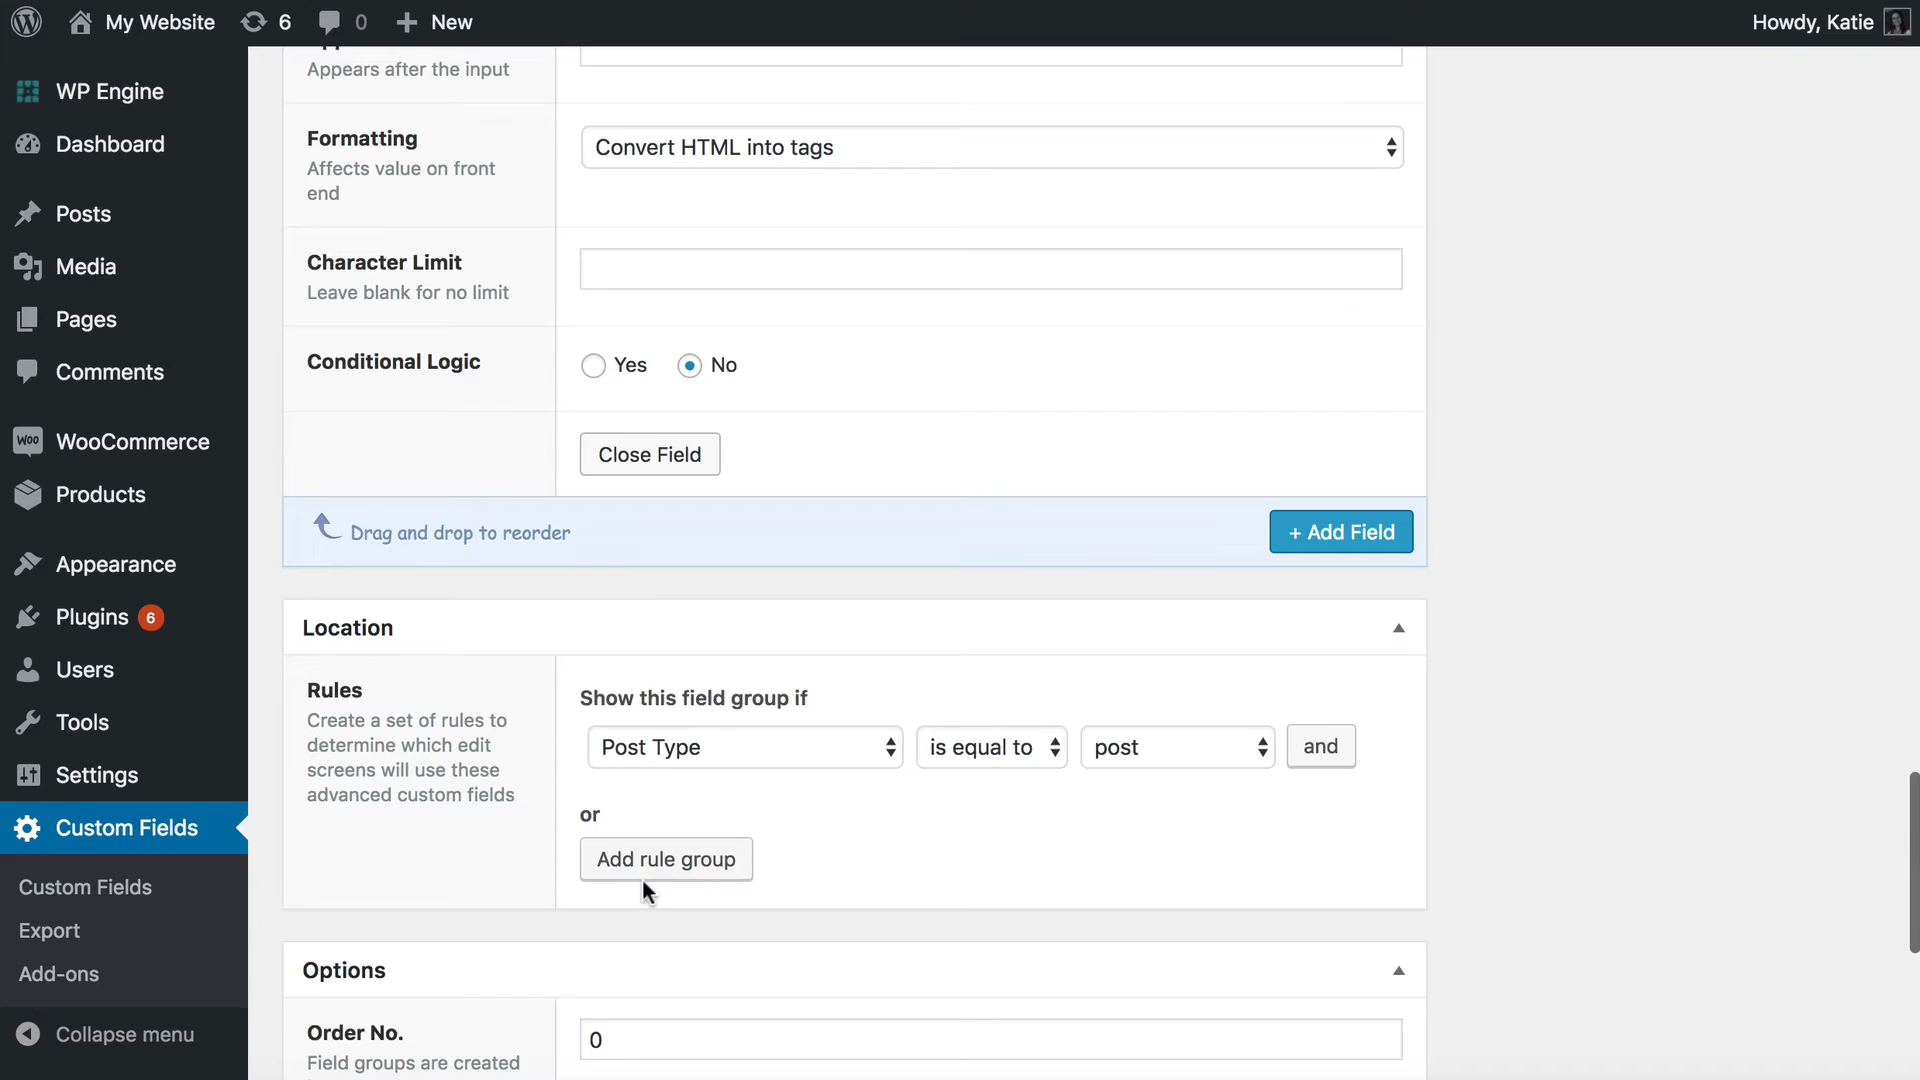 My Website
6
0
New
Howdy, Katie
WP Engine
Dashboard
Posts
Media
Pages
Comments
Woo
WooCommerce
Products
Appearance
Plugins 6
Users
Tools
Settings
Custom Fields
Custom Fields
Export
Add-ons
Collapse menu
Appears after the input
Formatting
Affects value on front
end
Convert HTML into tags
Character Limit
Leave blank for no limit
Conditional Logic
Yes
No
Close Field
Drag and drop to reorder
+ Add Field
Location
Rules
Create a set of rules to
determine which edit
screens will use these
advanced custom fields
Show this field group if
Post Type
is equal to
post
and
or
Add rule group
Options
Order No.
Field groups are created
0